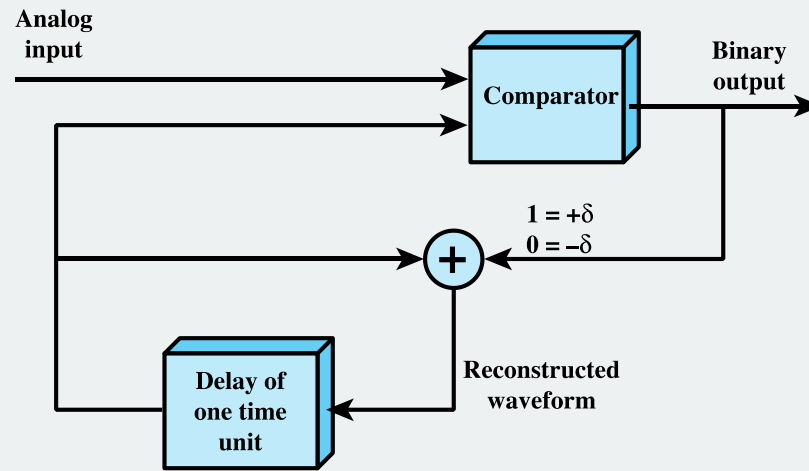 Analog
input
Comparator
Binary
output
1 = +δ
0 = −δ
+
Delay of
one time
unit
Reconstructed
waveform